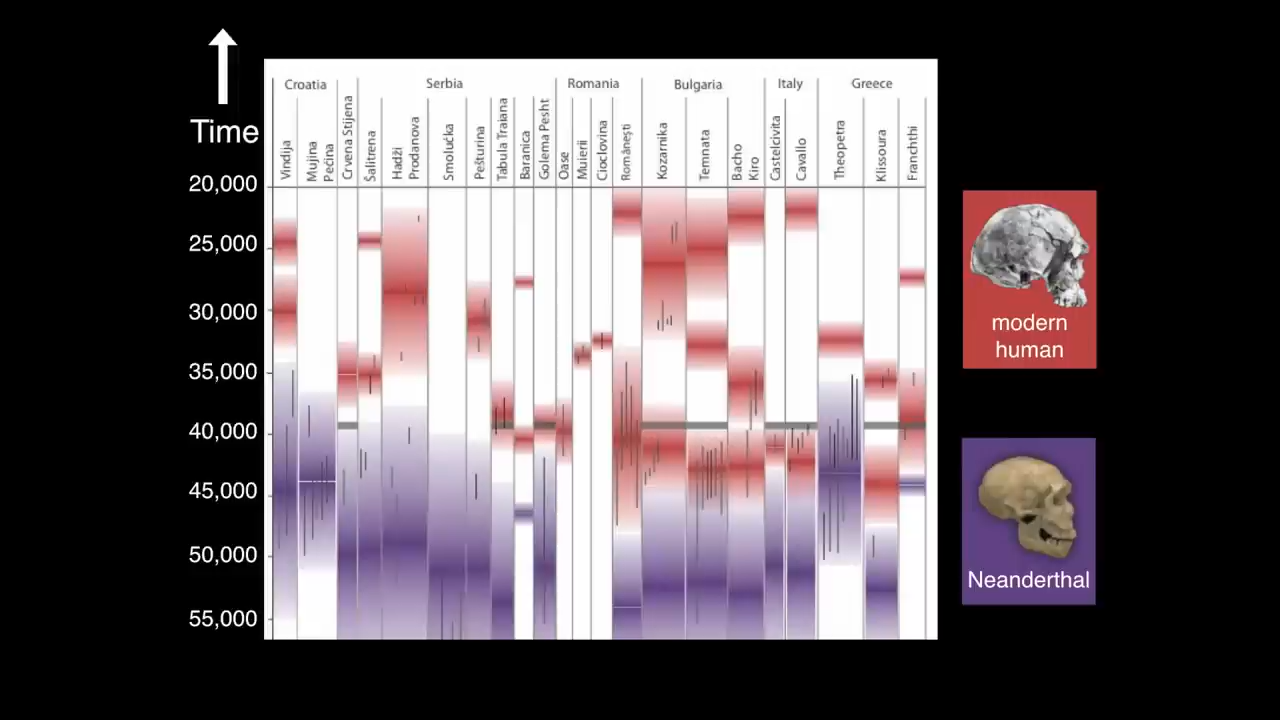 Time
Croatia
Serbia
Romania
Bulgaria
Italy
Greece
Vindija
Mujina
Pećina
Crvena Stijena
Šalitrena
Hadži
Prodanova
Smolućka
Pešturina
Tabula Traiana
Baranica
Golema Pesht
Oase
Muierii
Cioclovina
Românești
Kozarnika
Temnata
Bacho
Kiro
Castelcivita
Cavallo
Theopetra
Klissoura
Franchthi
20,000
25,000
30,000
35,000
40,000
45,000
50,000
55,000
modern
human
Neanderthal